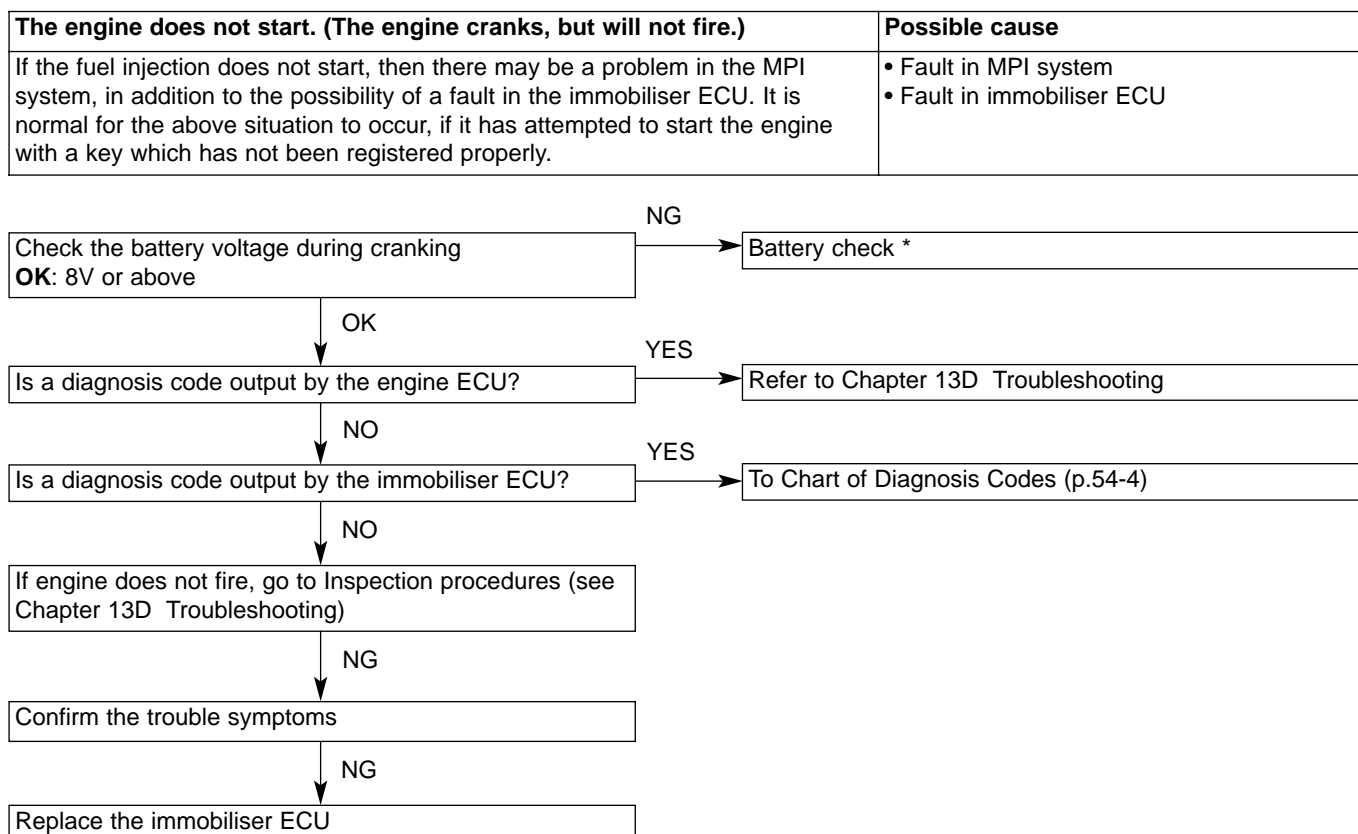 The engine does not start. (The engine cranks, but will not fire.)
Possible cause
If the fuel injection does not start, then there may be a problem in the MPI
system, in addition to the possibility of a fault in the immobiliser ECU. It is
normal for the above situation to occur, if it has attempted to start the engine
with a key which has not been registered properly.
• Fault in MPI system
• Fault in immobiliser ECU
Check the battery voltage during cranking
OK: 8V or above
NG
Battery check *
OK
Is a diagnosis code output by the engine ECU?
YES
Refer to Chapter 13D Troubleshooting
NO
Is a diagnosis code output by the immobiliser ECU?
YES
To Chart of Diagnosis Codes (p.54-4)
NO
If engine does not fire, go to Inspection procedures (see
Chapter 13D Troubleshooting)
NG
Confirm the trouble symptoms
NG
Replace the immobiliser ECU